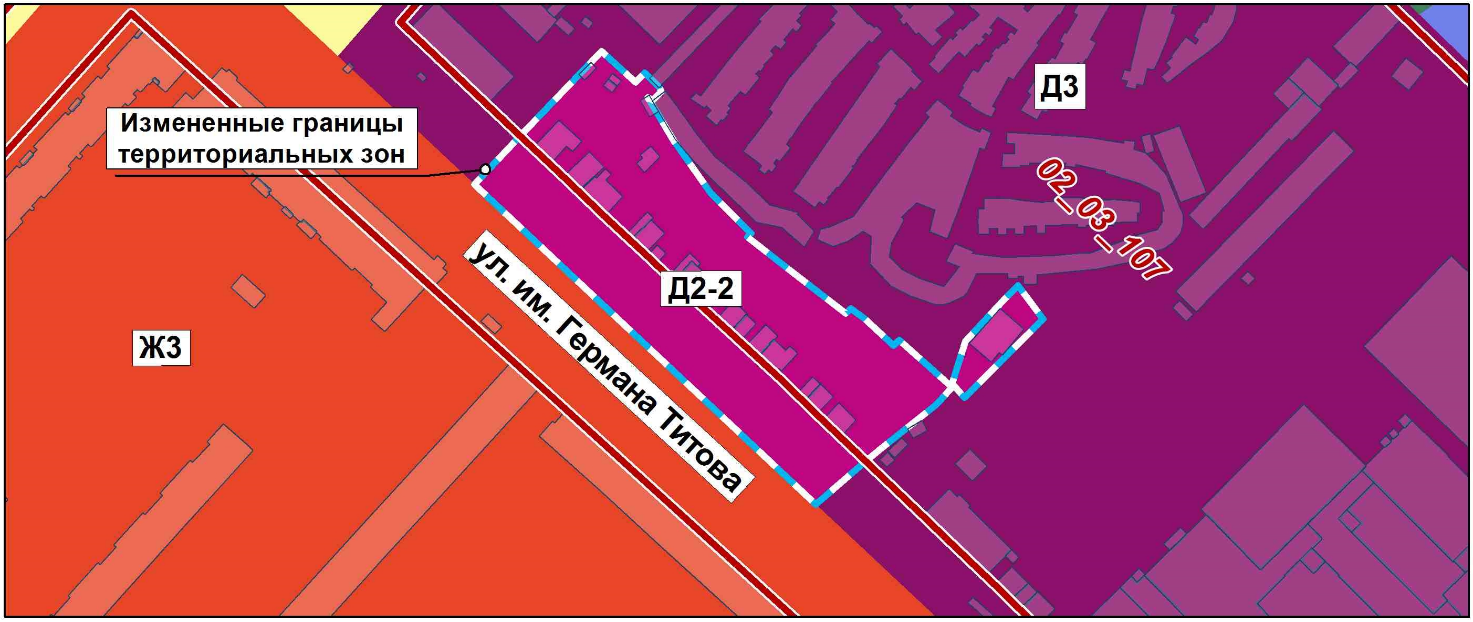 Измененные границы
территориальных зон
Д3
02_03_107
Д2-2
ул. им. Германа Титова
Ж3